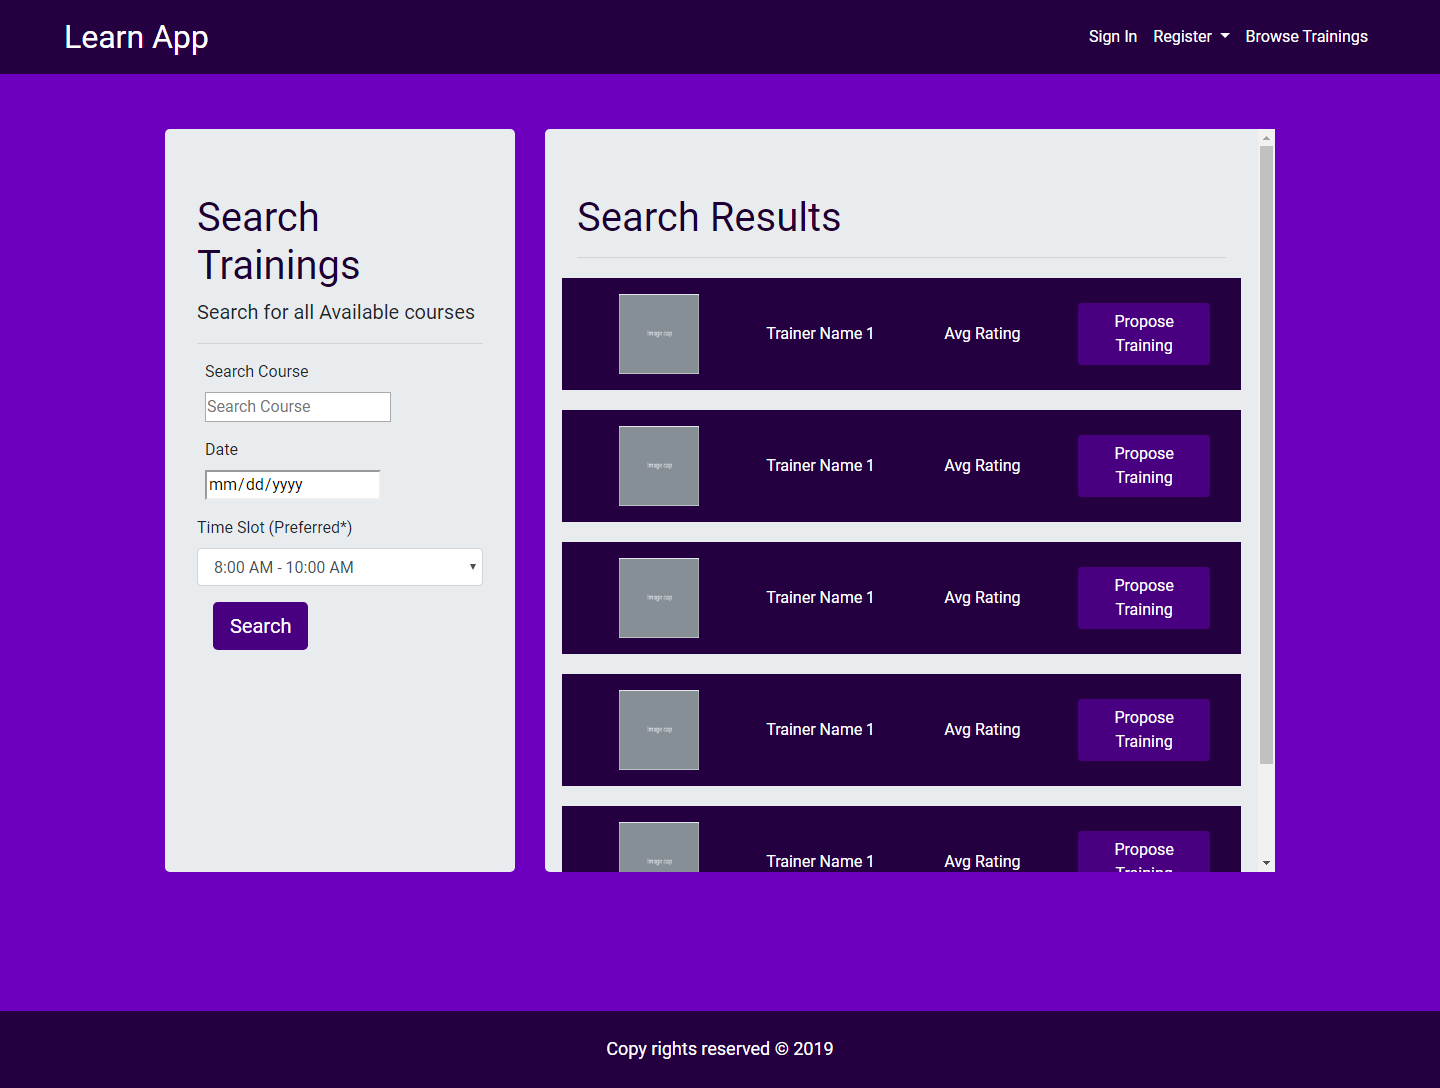 Learn App
Sign In
Register
Browse Trainings
Search
Trainings
Search for all Available courses
Search Course
Search Course
Date
mm/dd/yyyy
Time Slot (Preferred*)
8:00 AM - 10:00 AM
Search
Search Results
Image cap
Trainer Name 1
Avg Rating
Propose
Training
Image cap
Trainer Name 1
Avg Rating
Propose
Training
Image cap
Trainer Name 1
Avg Rating
Propose
Training
Image cap
Trainer Name 1
Avg Rating
Propose
Training
Image cap
Trainer Name 1
Avg Rating
Propose
Training
Copy rights reserved © 2019